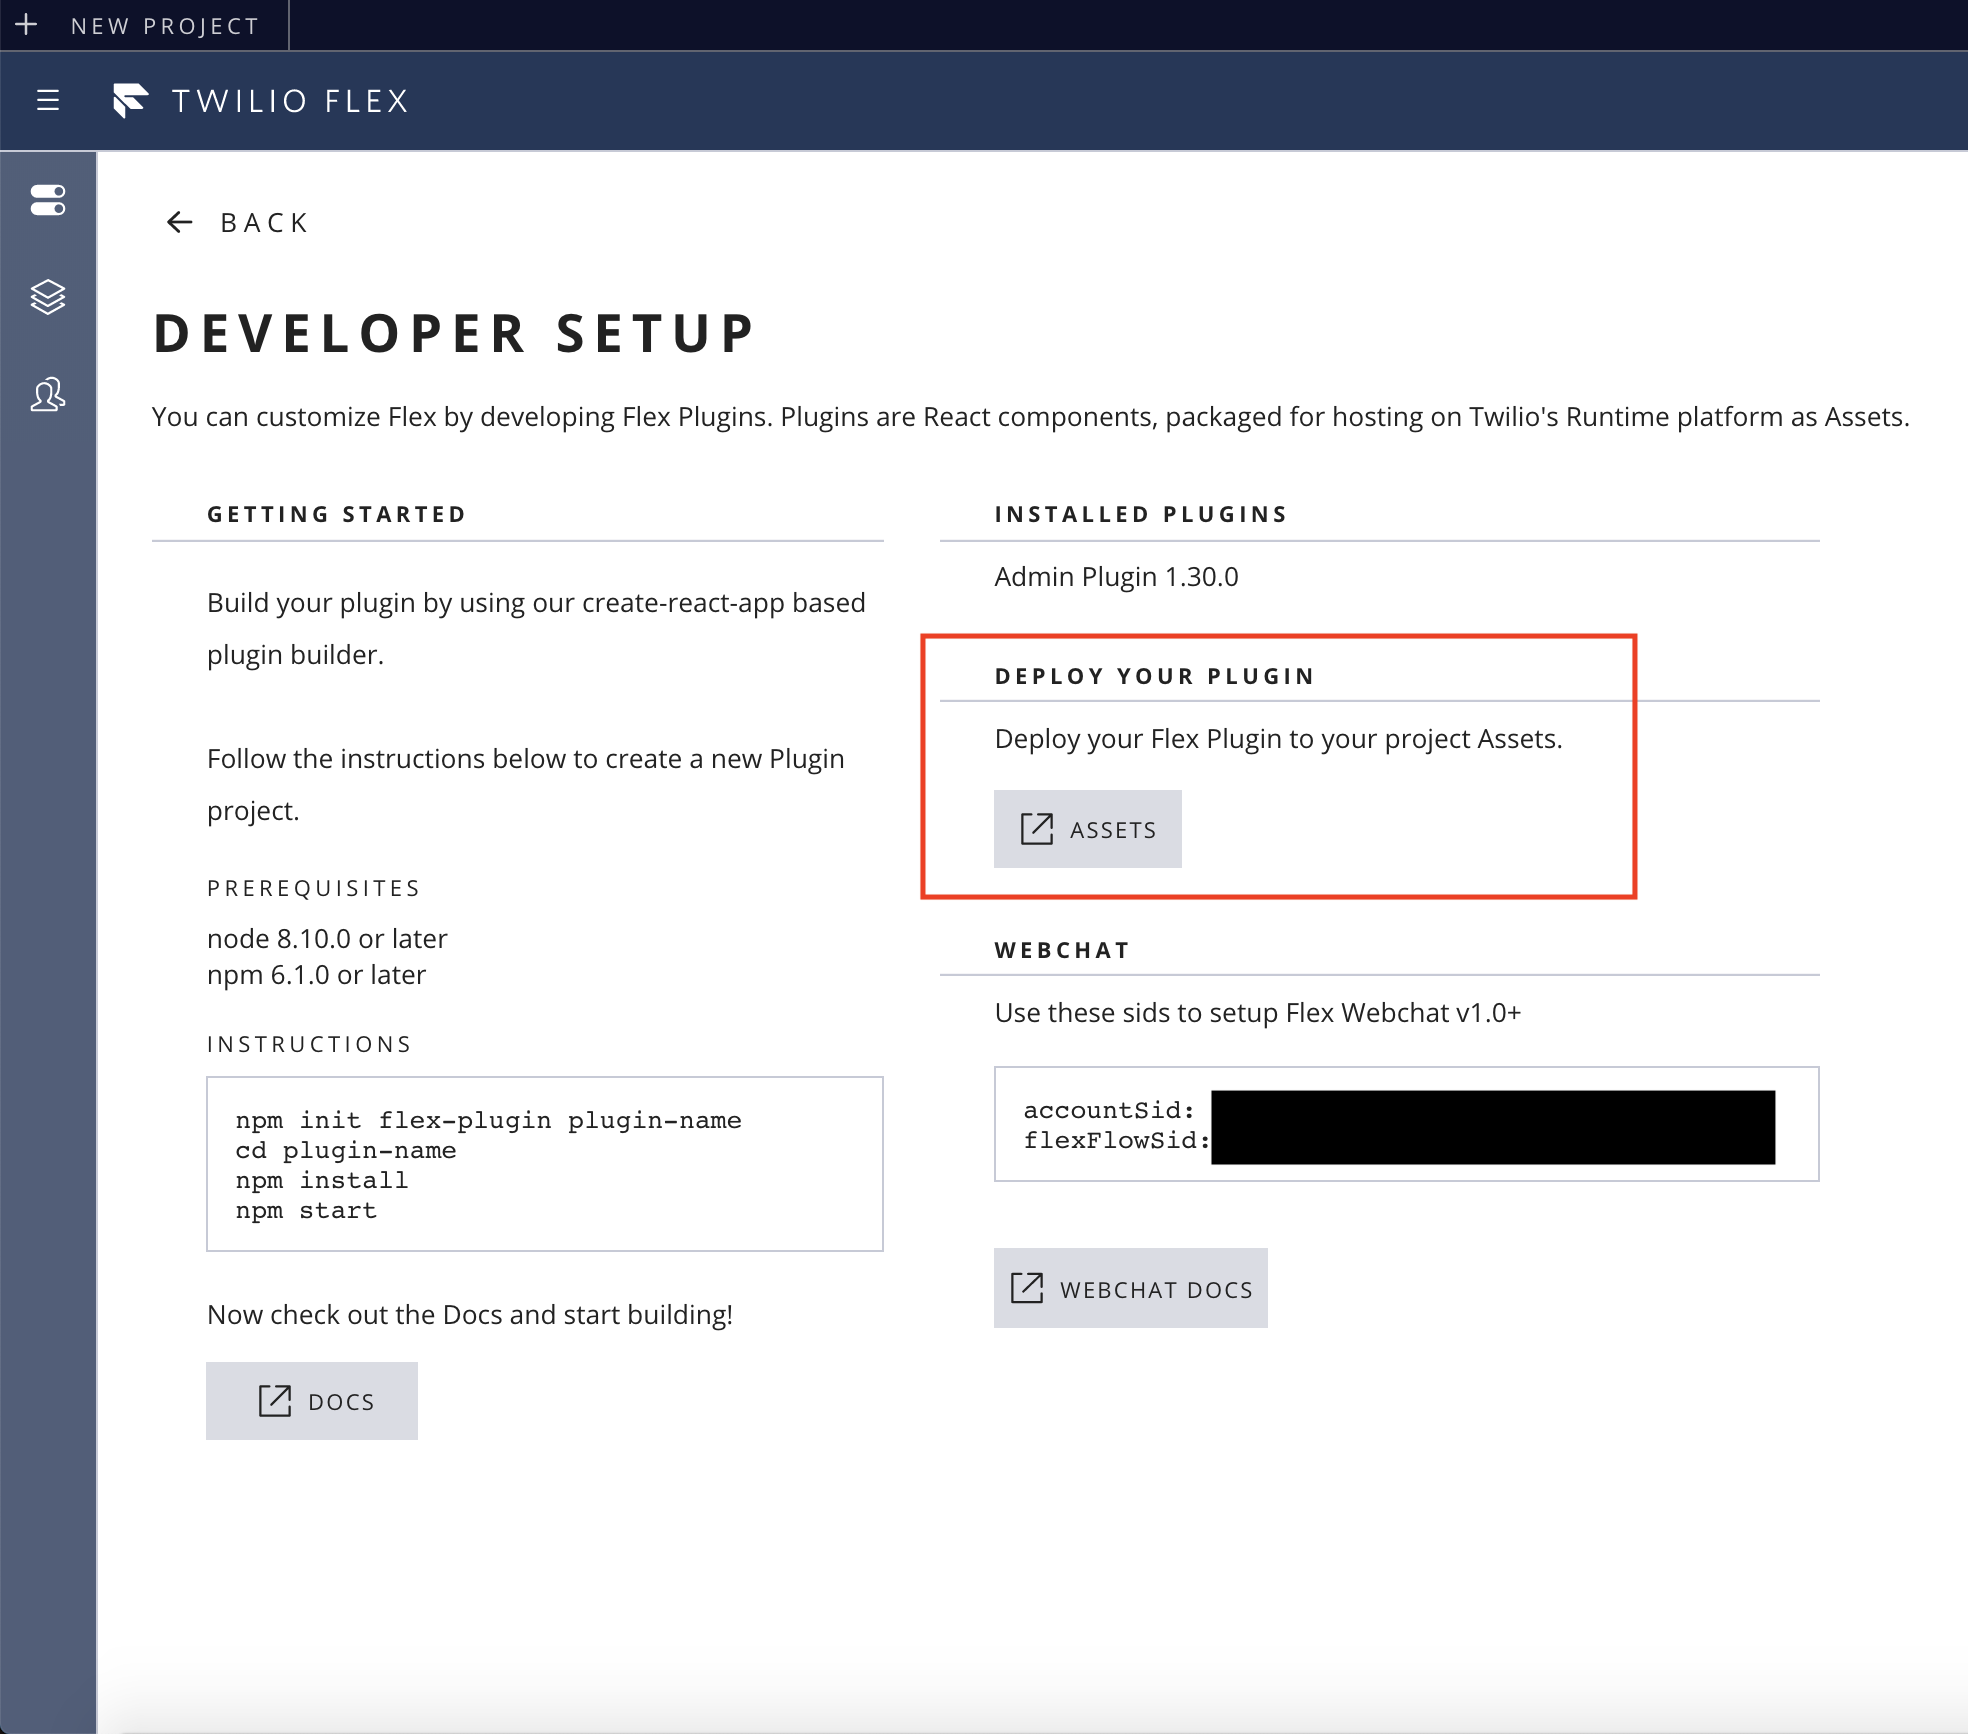 NEW PROJECT
TWILIO FLEX
BACK
DEVELOPER SETUP
You can customize Flex by developing Flex Plugins. Plugins are React components, packaged for hosting on Twilio's Runtime platform as Assets.
GETTING STARTED
Build your plugin by using our create-react-app based
plugin builder.
Follow the instructions below to create a new Plugin
project.
PREREQUISITES
node 8.10.0 or later
npm 6.1.0 or later
INSTRUCTIONS
npm init flex-plugin plugin-name
cd plugin-name
npm install
npm start
Now check out the Docs and start building!
DOCS
INSTALLED PLUGINS
Admin Plugin 1.30.0
DEPLOY YOUR PLUGIN
Deploy your Flex Plugin to your project Assets.
ASSETS
WEBCHAT
Use these sids to setup Flex Webchat v1.0+
accountSid:
flexFlowSid:
WEBCHAT DOCS